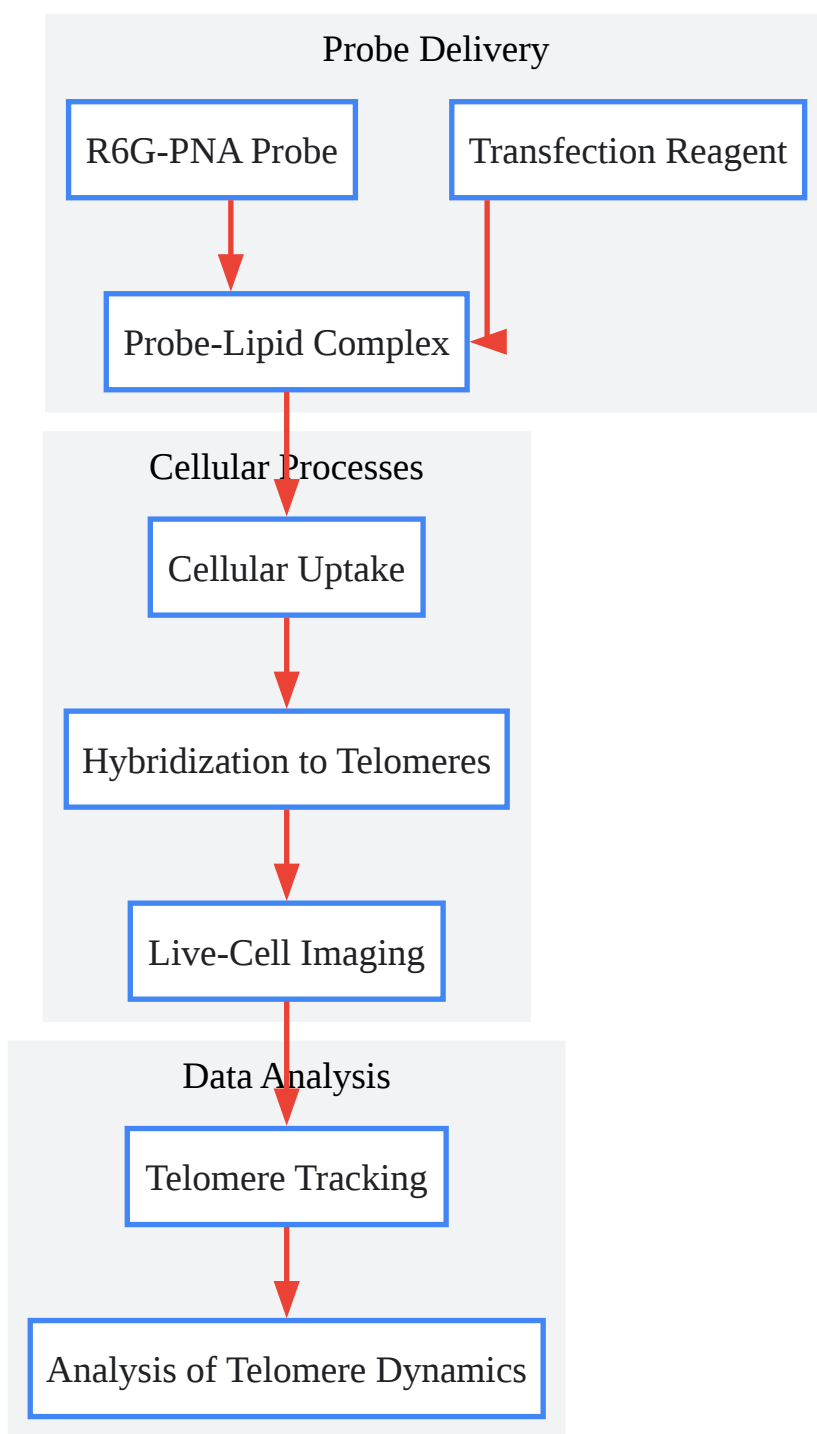 Probe Delivery
R6G-PNA Probe
Transfection Reagent
Probe-Lipid Complex
Cellular Processes
Cellular Uptake
Hybridization to Telomeres
Live-Cell Imaging
Data Analysis
Telomere Tracking
Analysis of Telomere Dynamics